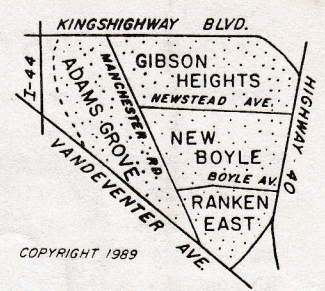 KINGSHIGHWAY BLVD.
I-44
ADAMS GROVE
MANCHESTER RD.
GIBSON
HEIGHTS
NEWSTEAD AVE.
HIGHWAY 40
NEW
BOYLE
BOYLE AV.
RANKEN
EAST
VANDEVENTER AVE.
COPYRIGHT 1989